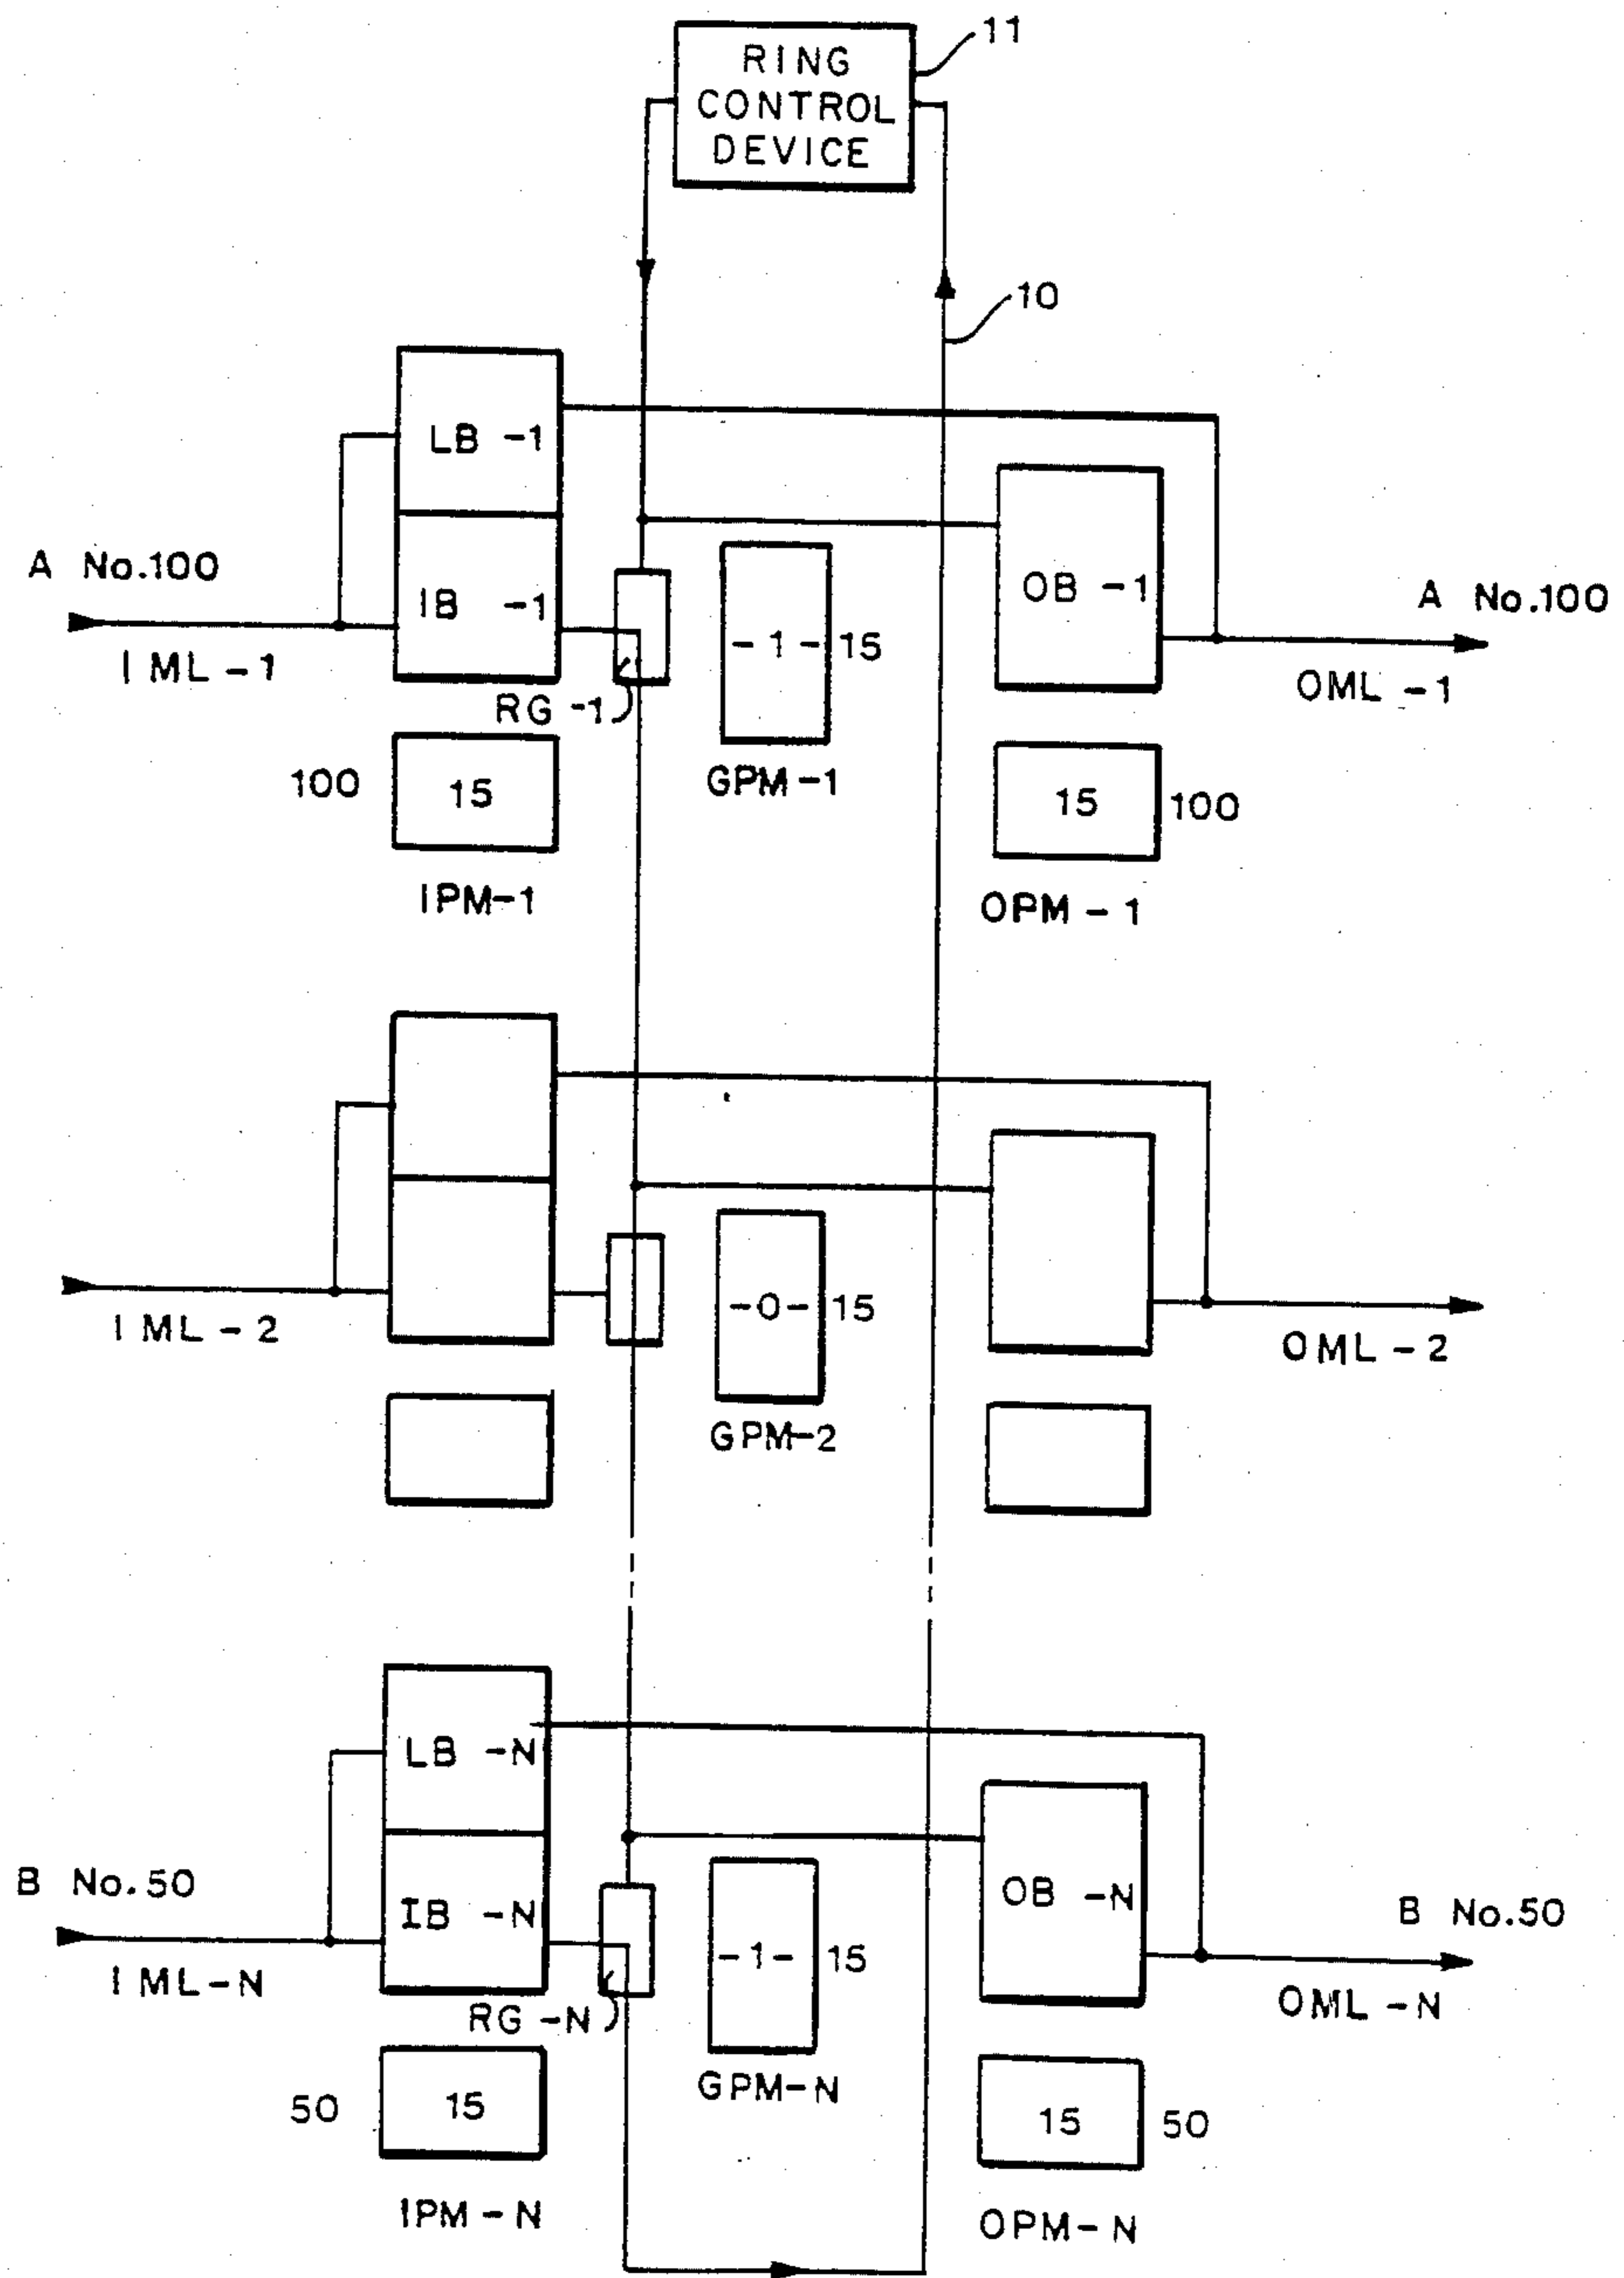 11
RING
CONTROL
DEVICE
10
LB -1
A No.100
IB -1
OB -1
A No.100
-1- 15
IML-1
OML-1
RG-1
100
15
GPM-1
15
100
IPM-1
OPM-1
-0- 15
IML-2
OML-2
GPM-2
LB -N
B No.50
IB -N
OB -N
B No.50
-1- 15
IML-N
OML-N
RG-N
50
15
GPM-N
15
50
IPM-N
OPM-N